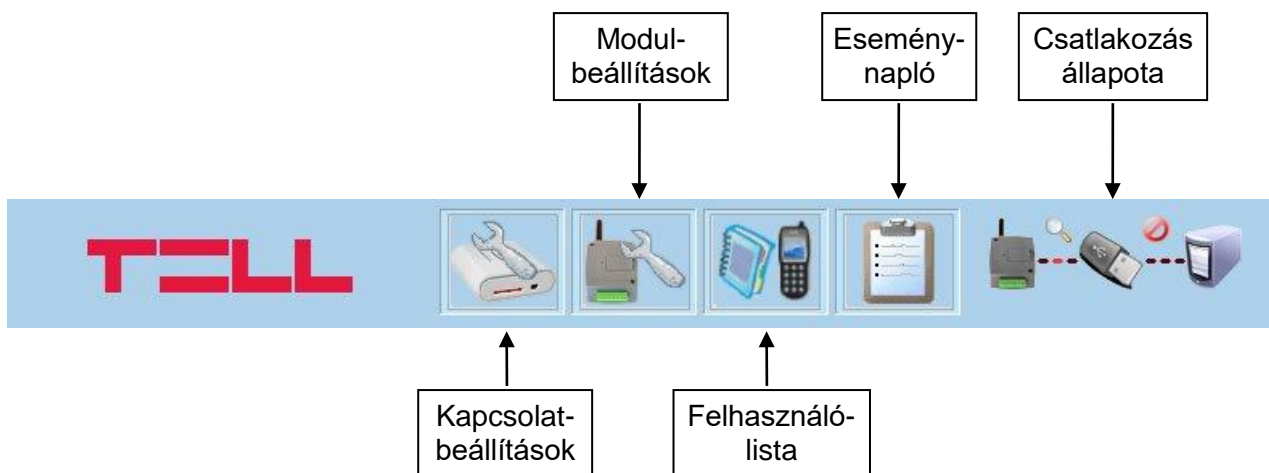 Modul-
beállítások
Esemény-
napló
Csatlakozás
állapota
TELL
Kapcsolat-
beállítások
Felhasználó-
lista